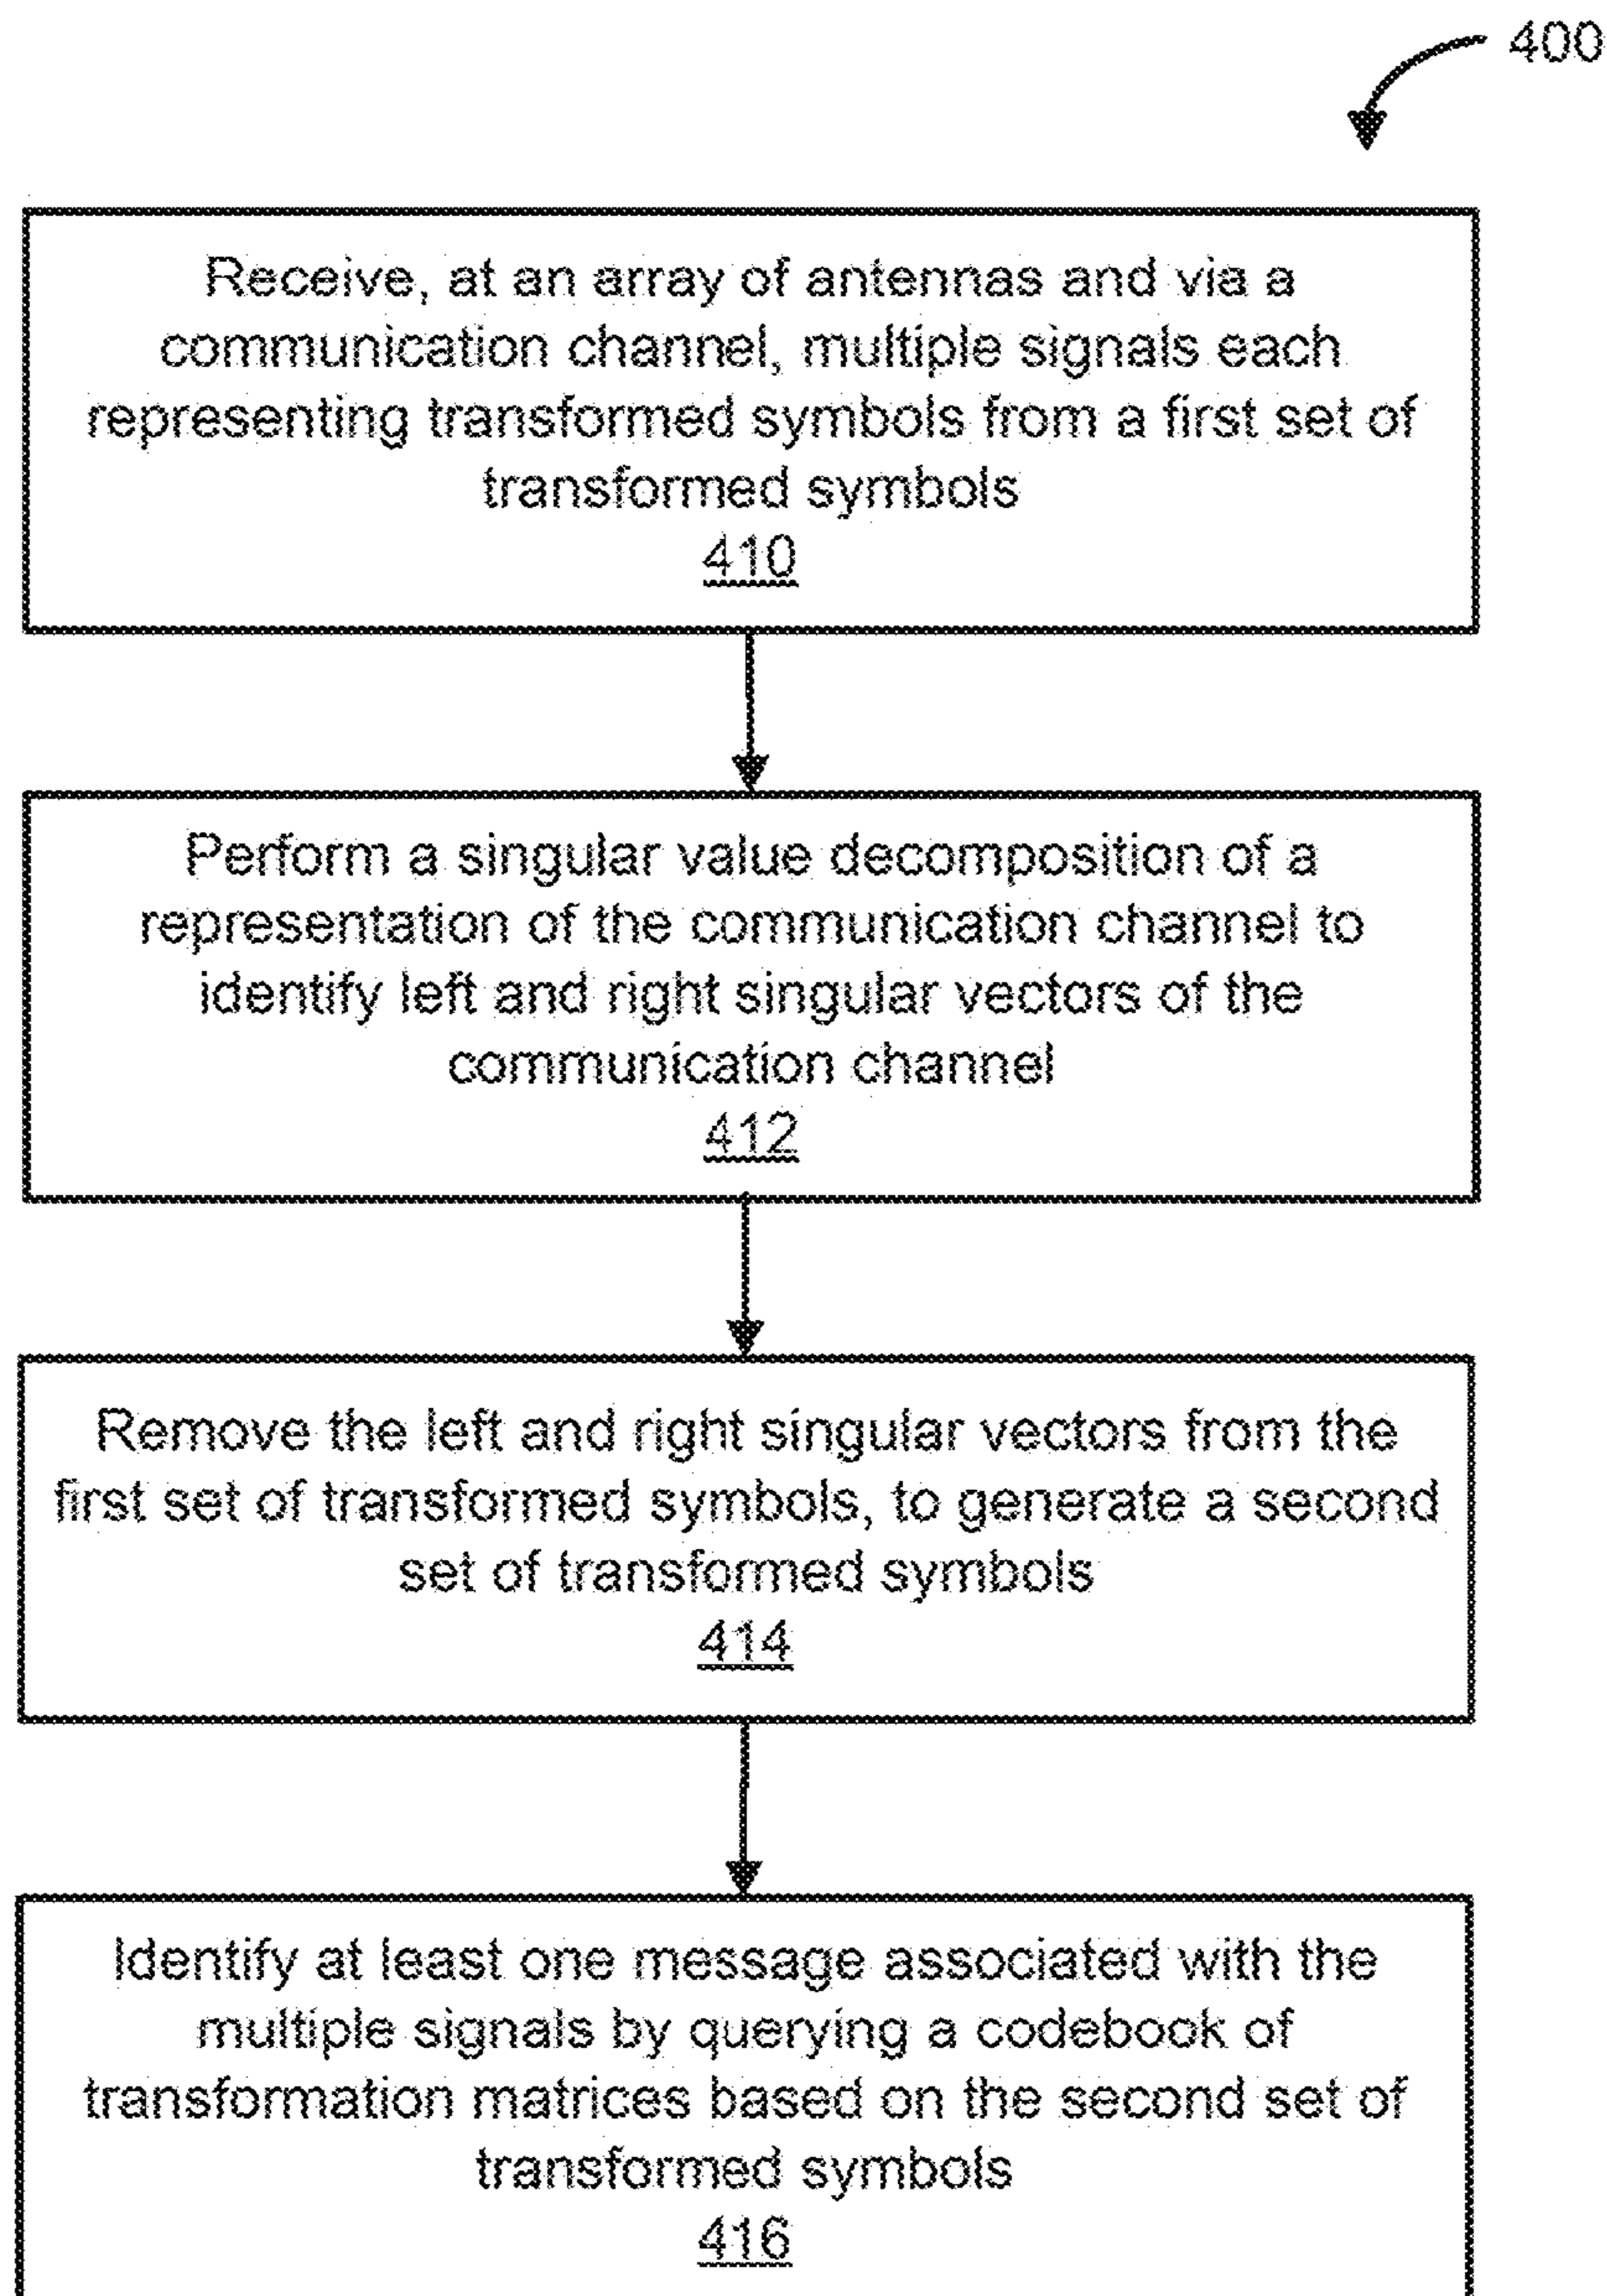 400
Receive, at an array of antennas and via a
communication channel, multiple signals each
representing transformed symbols from a first set of
transformed symbols
410
Perform a singular value decomposition of a
representation of the communication channel to
identify left and right singular vectors of the
communication channel
412
Remove the left and right singular vectors from the
first set of transformed symbols, to generate a second
set of transformed symbols
414
Identify at least one message associated with the
multiple signals by querying a codebook of
transformation matrices based on the second set of
transformed symbols
416